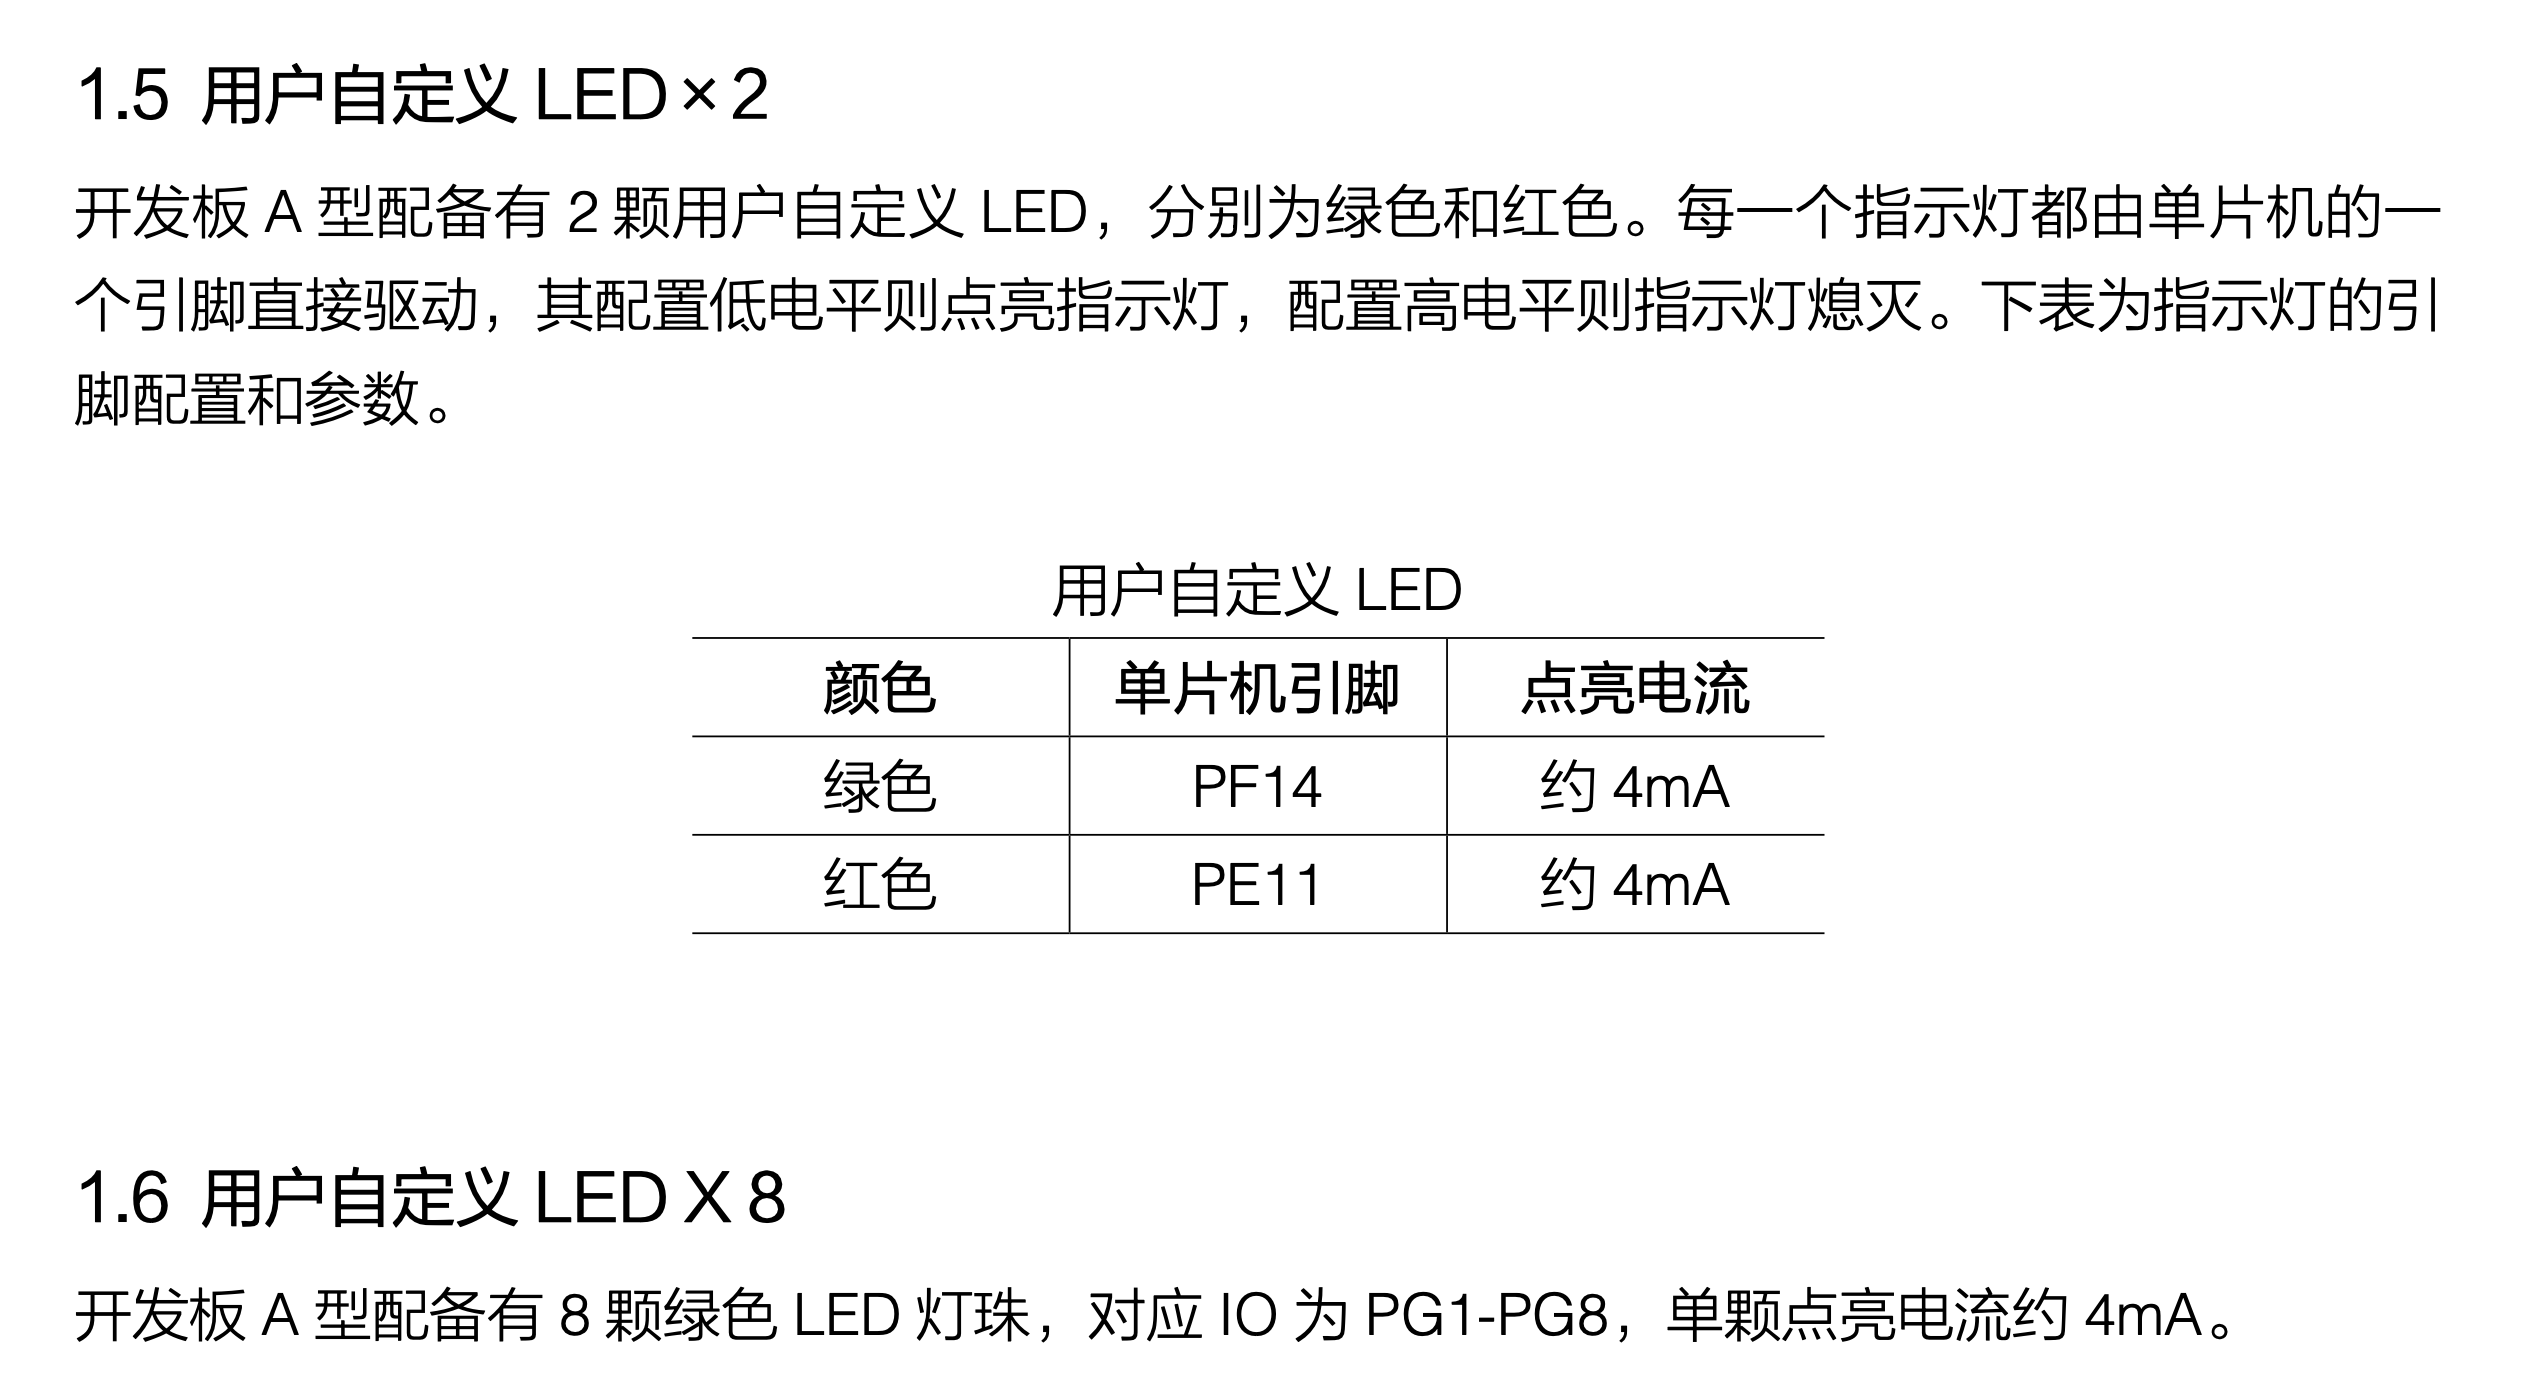 1.5 用户自定义 LED × 2
开发板 A 型配备有 2 颗用户自定义 LED，分别为绿色和红色。每一个指示灯都由单片机的一
个引脚直接驱动，其配置低电平则点亮指示灯，配置高电平则指示灯熄灭。下表为指示灯的引
脚配置和参数。
用户自定义 LED
颜色 单片机引脚 点亮电流
绿色 PF14 约 4mA
红色 PE11 约 4mA
1.6 用户自定义 LED X 8
开发板 A 型配备有 8 颗绿色 LED 灯珠，对应 IO 为 PG1-PG8，单颗点亮电流约 4mA。